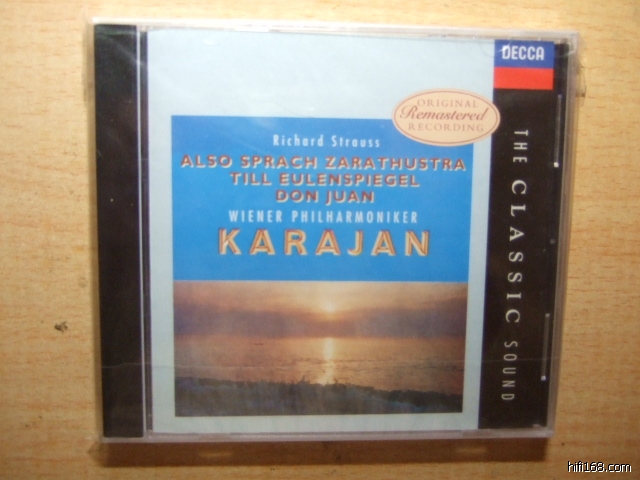 DECCA
ORIGINAL
Remastered
RECORDING
Richard Strauss
ALSO SPRACH ZARATHUSTRA
TILL EULENSPIEGEL
DON JUAN
WIENER PHILHARMONIKER
KARAJAN
THE CLASSIC SOUND
hifi168.com